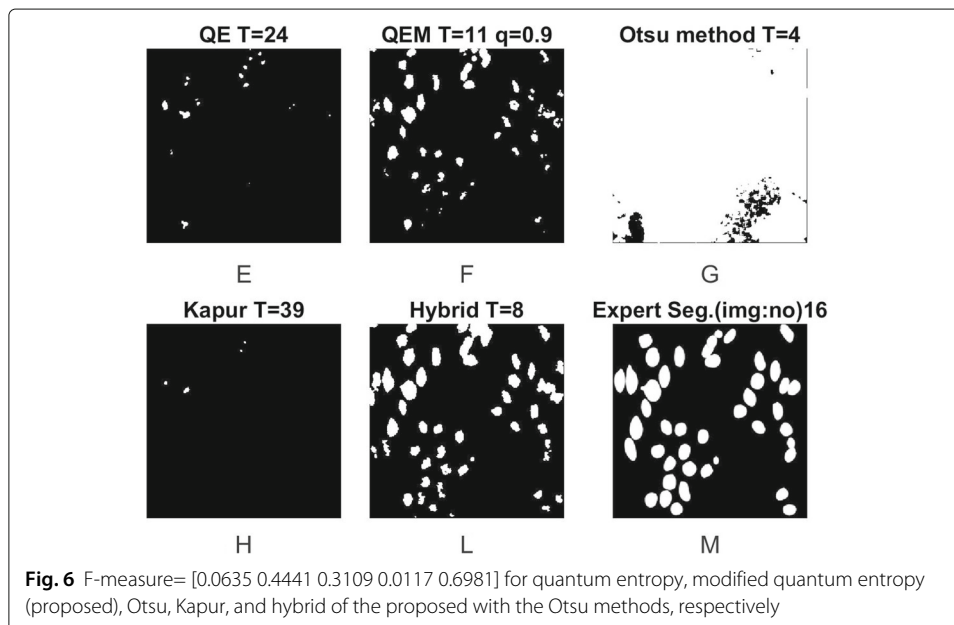 QE T=24
QEM T=11 q=0.9
Otsu method T=4
E
F
G
Kapur T=39
Hybrid T=8
Expert Seg.(img:no)16
H
L
M
Fig. 6 F-measure= [0.0635 0.4441 0.3109 0.0117 0.6981] for quantum entropy, modified quantum entropy
(proposed), Otsu, Kapur, and hybrid of the proposed with the Otsu methods, respectively